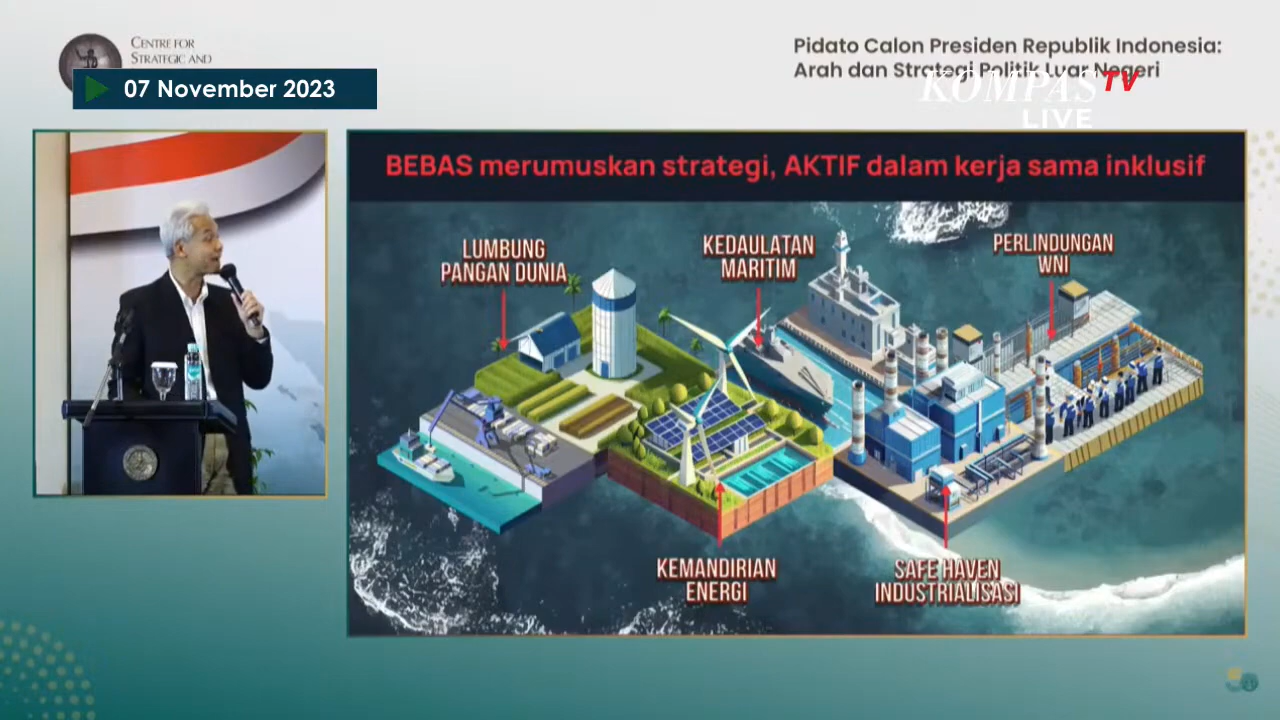 CENTRE FOR
STRATEGIC AND
07 November 2023
Pidato Calon Presiden Republik Indonesia:
Arah dan Strategi Politik Luar Negeri
KOMPAS TV
LIVE
BEBAS merumuskan strategi, AKTIF dalam kerja sama inklusif
LUMBUNG
PANGAN DUNIA
KEDAULATAN
MARITIM
PERLINDUNGAN
WNI
KEMANDIRIAN
ENERGI
SAFE HAVEN
INDUSTRIALISASI